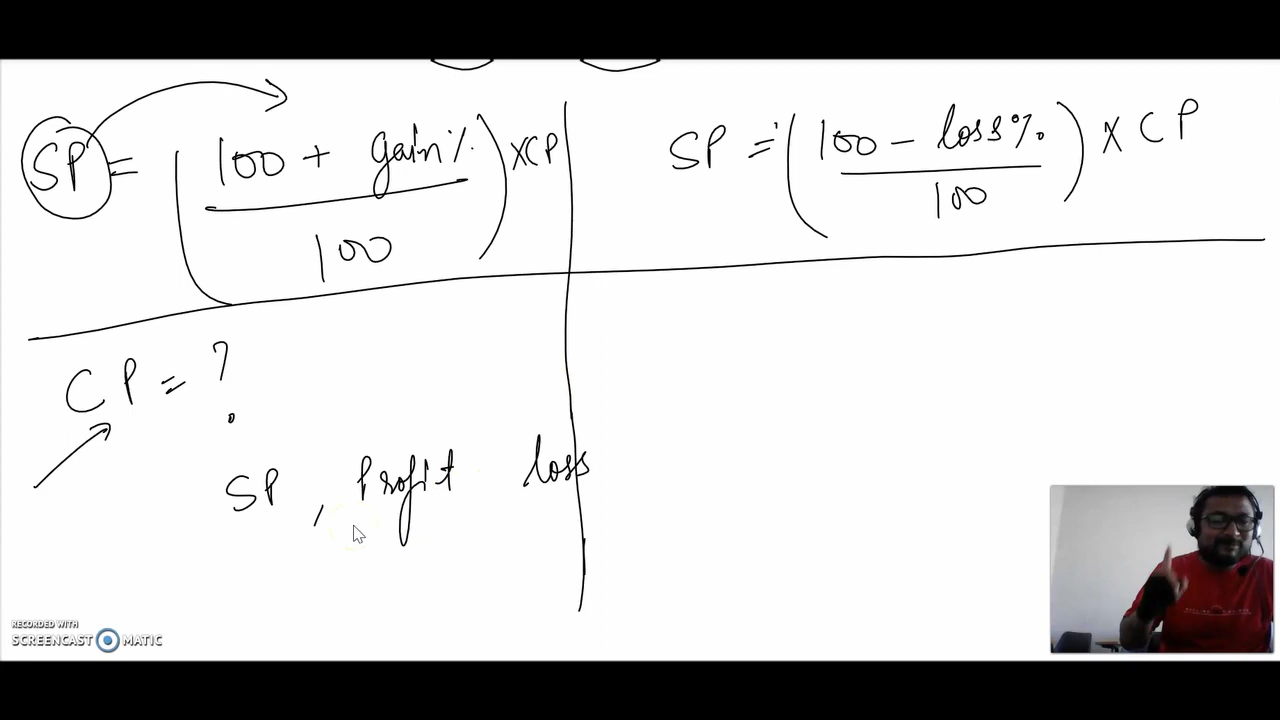 SP = (100 + gain% / 100) × CP
SP = (100 - loss% / 100) × CP
CP = ?
SP, Profit loss
RECORDED WITH
SCREENCAST MATIC